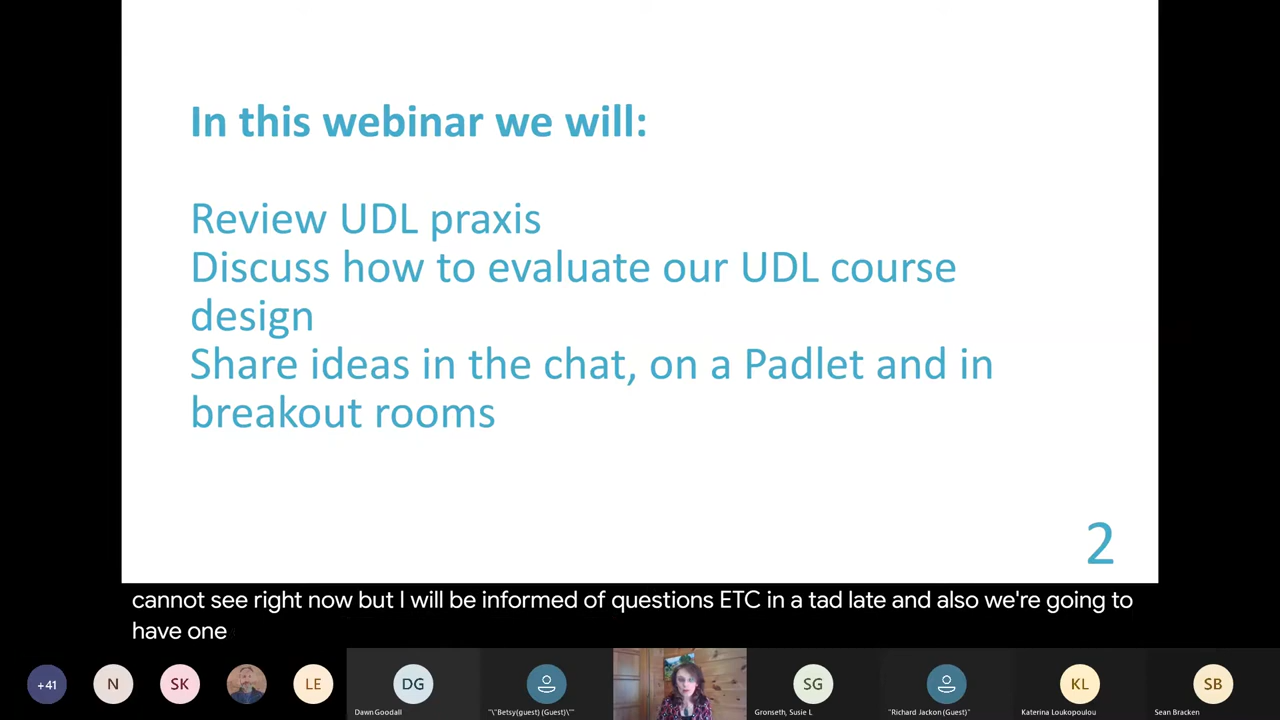 In this webinar we will:
Review UDL praxis
Discuss how to evaluate our UDL course
design
Share ideas in the chat, on a Padlet and in
breakout rooms
2
cannot see right now but I will be informed of questions ETC in a tad late and also we're going to
have one
+41
N
SK
LE
DG
SG
KL
SB
Dawn Goodall
"\"Betsy(guest) (Guest)\""
Gronseth, Susie L
"Richard Jackon (Guest)"
Katerina Loukopoulou
Sean Bracken